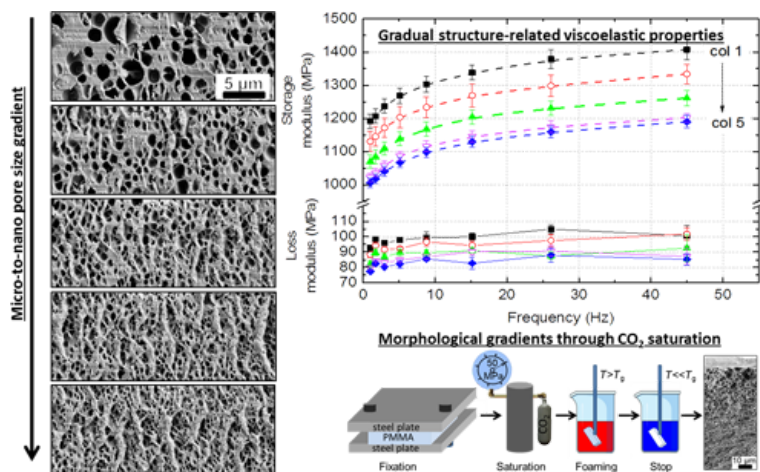 Micro-to-nano pore size gradient
5 µm
Gradual structure-related viscoelastic properties
col 1
col 5
Storage
modulus (MPa)
1500
1400
1300
1200
1100
1000
Loss
modulus (MPa)
100
90
80
70
0
10
20
30
40
50
Frequency (Hz)
Morphological gradients through CO₂ saturation
50
MPa
T>Tg
T<<Tg
steel plate
PMMA
steel plate
CO₂
Fixation
Saturation
Foaming
Stop
10 µm